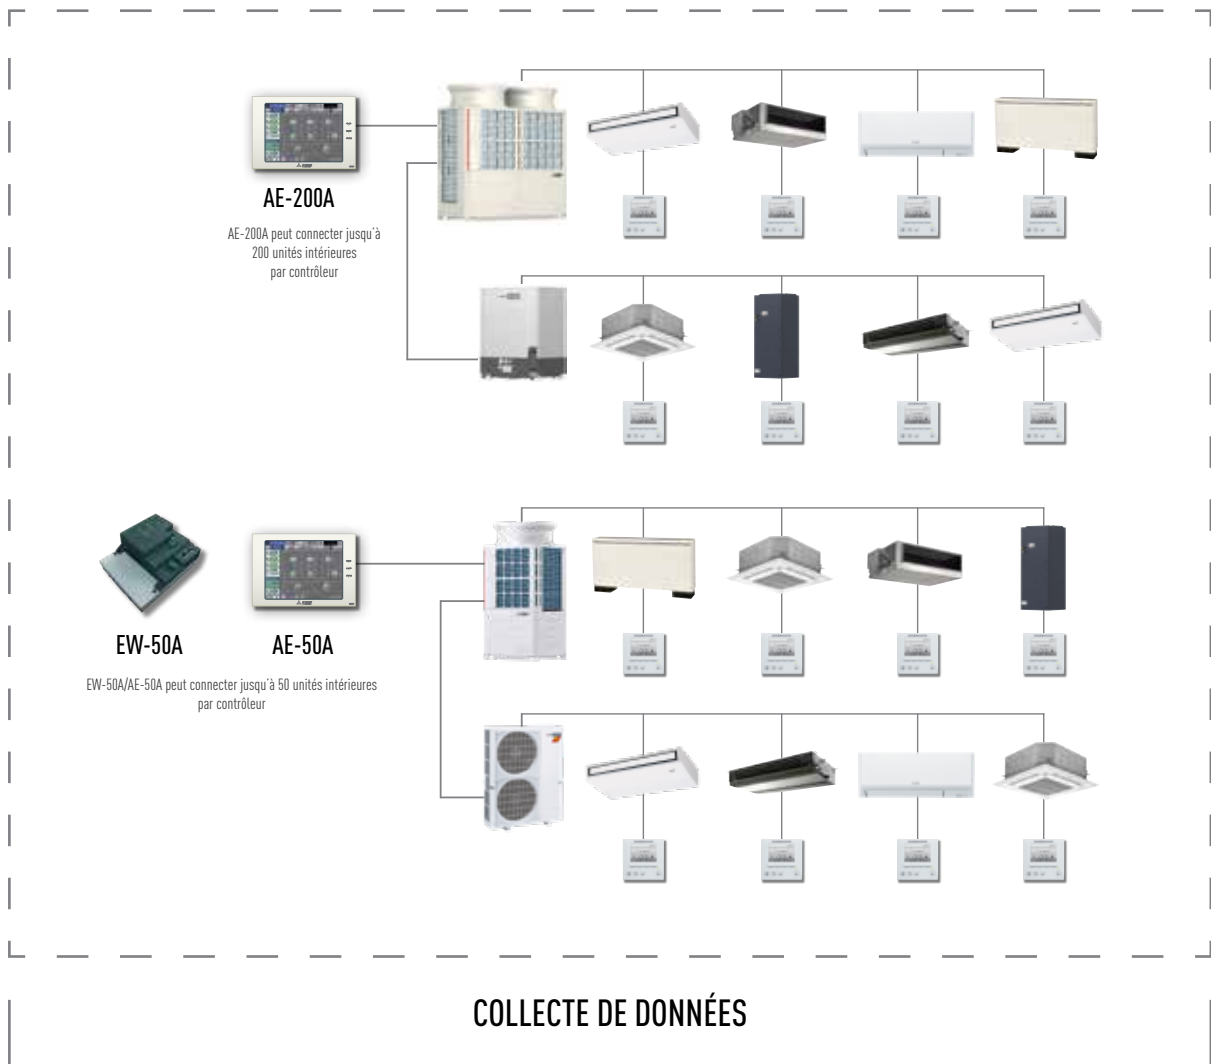 AE-200A
AE-200A peut connecter jusqu'à
200 unités intérieures
par contrôleur
EW-50A
AE-50A
EW-50A/AE-50A peut connecter jusqu'à 50 unités intérieures
par contrôleur
COLLECTE DE DONNÉES